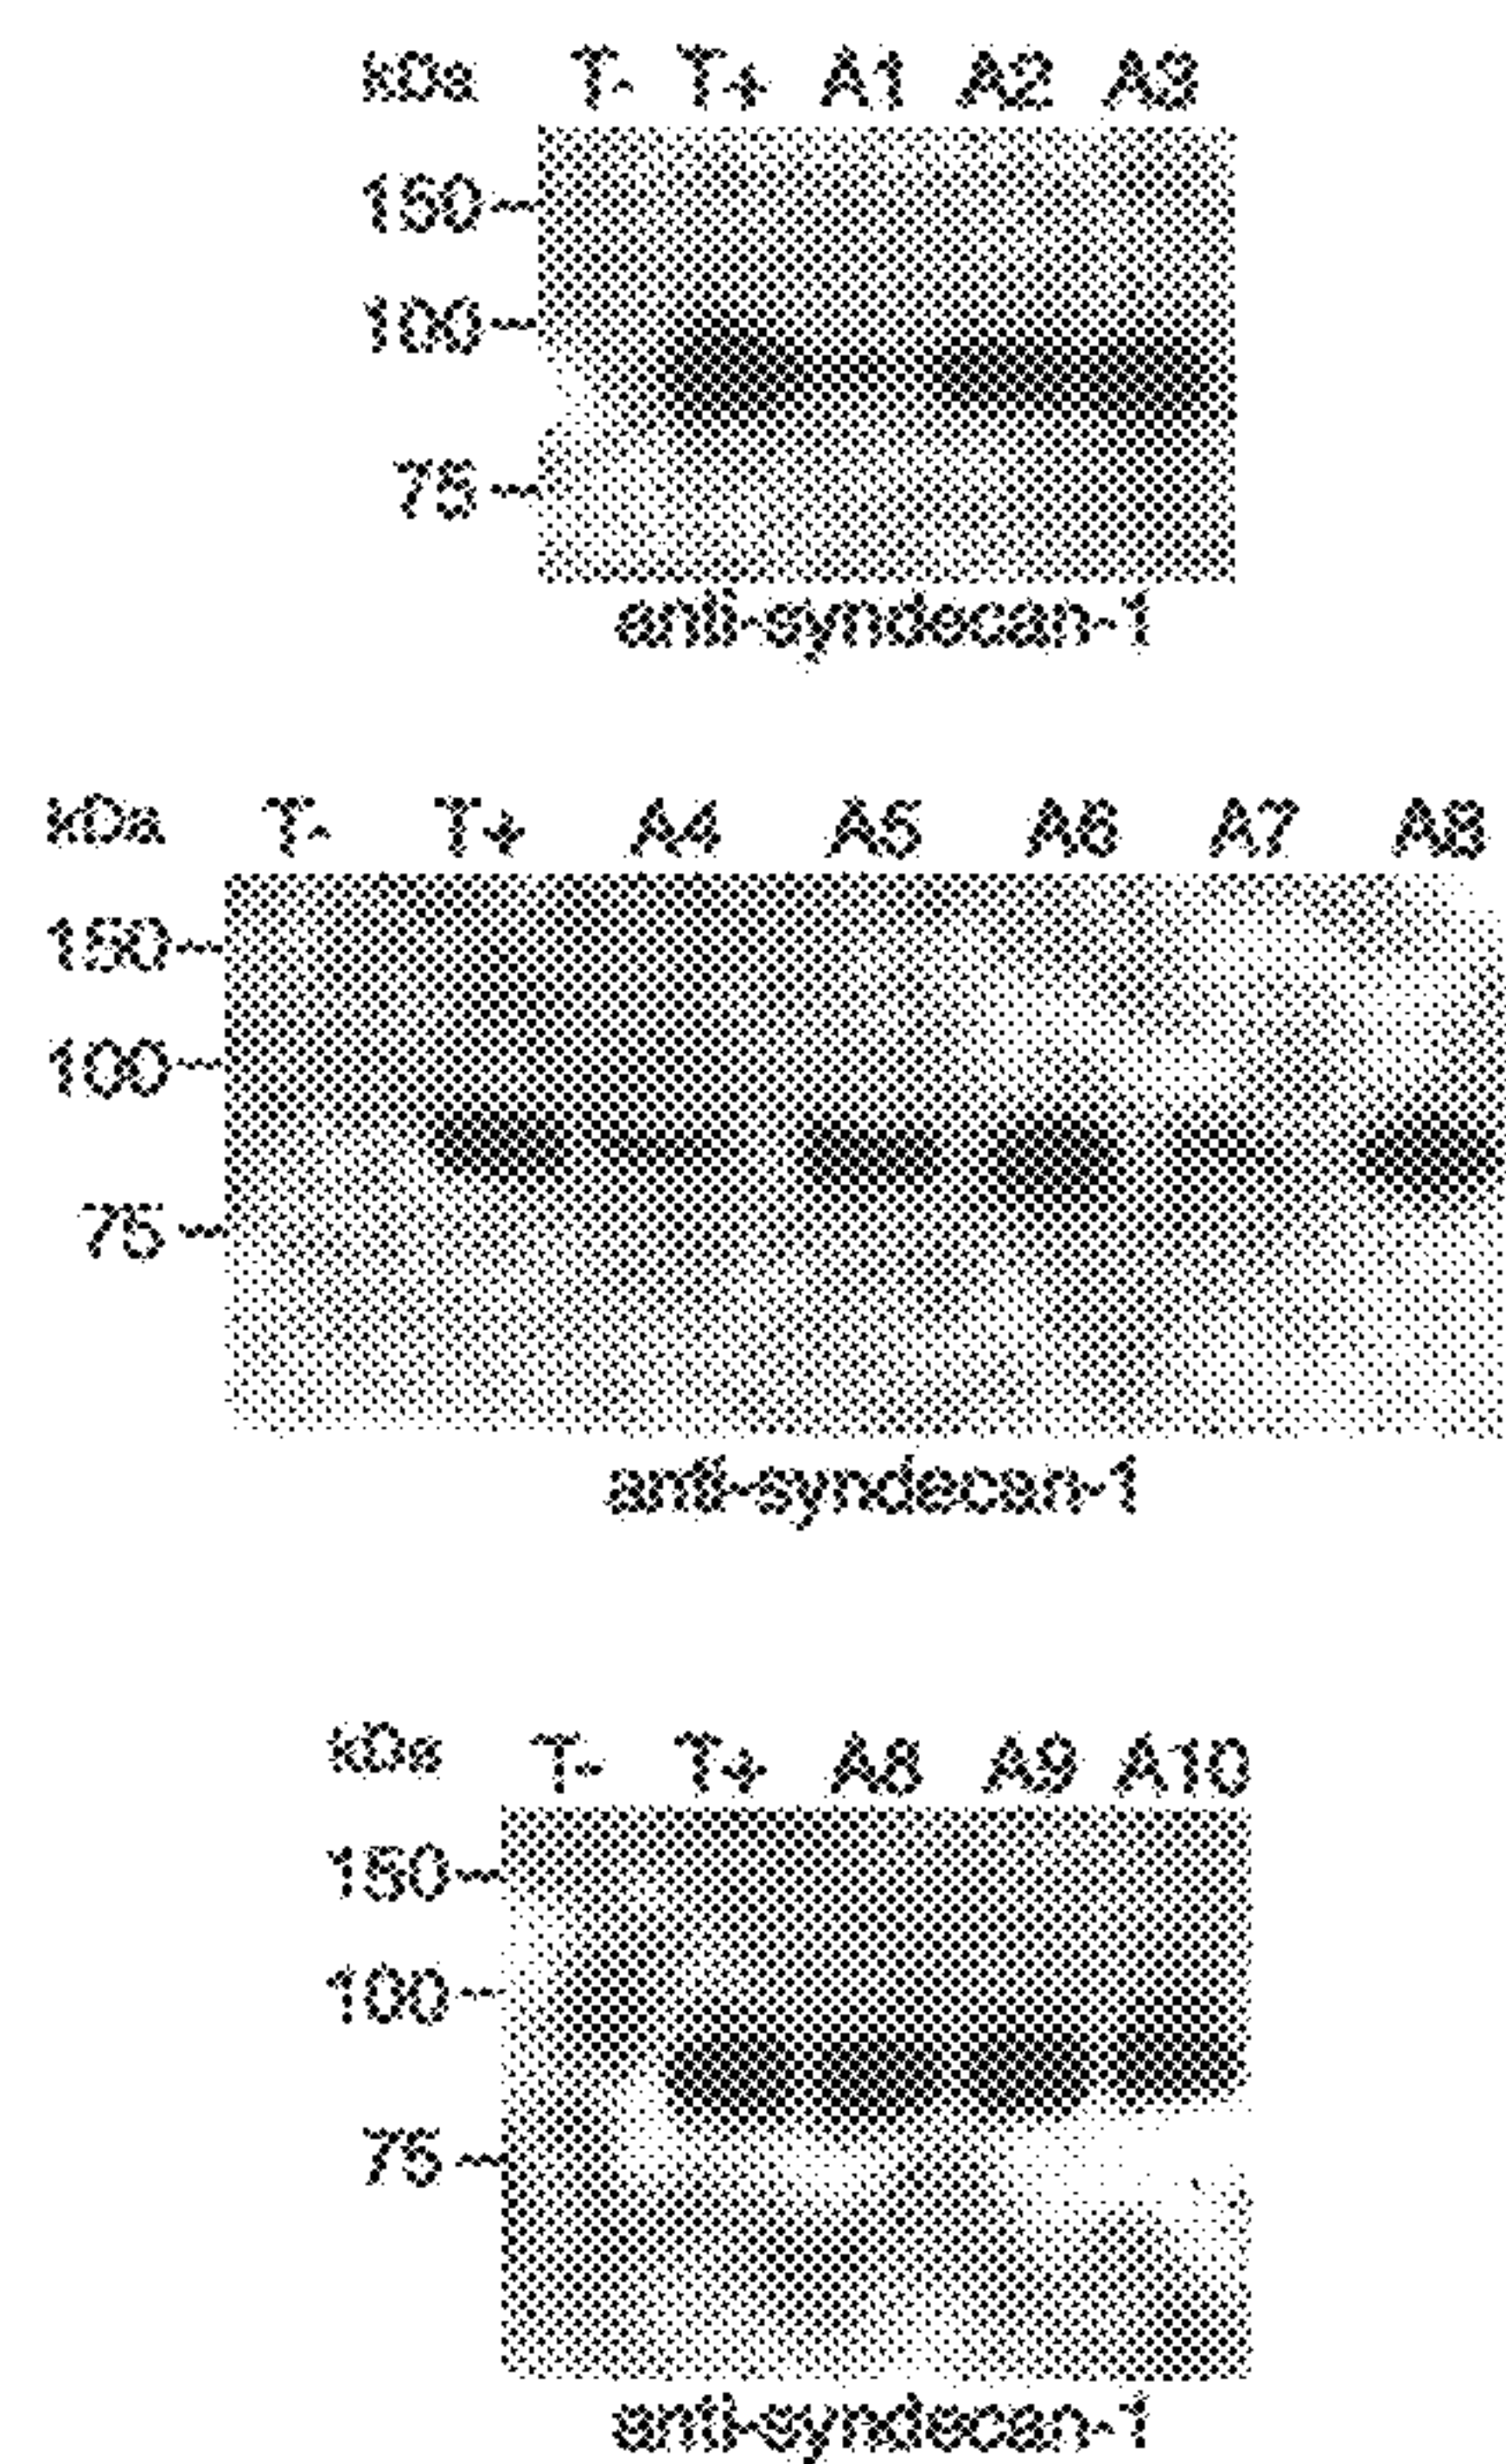 kDa T- T+ A1 A2 A3
150
100
75
anti-syndecan-1
kDa T- T+ A4 A5 A6 A7 A8
150
100
75
anti-syndecan-1
kDa T- T+ A8 A9 A10
150
100
75
anti-syndecan-1